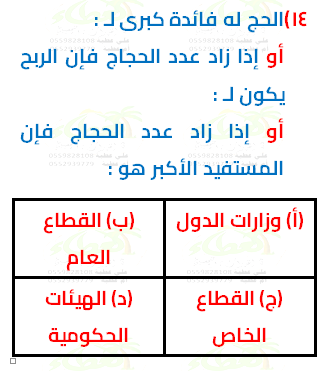 ١٤)الحج له فائدة كبرى لـ :
أو إذا زاد عدد الحجاج فإن الربح
يكون لـ :
أو إذا زاد عدد الحجاج فإن
المستفيد الأكبر هو :
(أ) وزارات الدول
(ب) القطاع
العام
(ج) القطاع
الخاص
(د) الهيئات
الحكومية